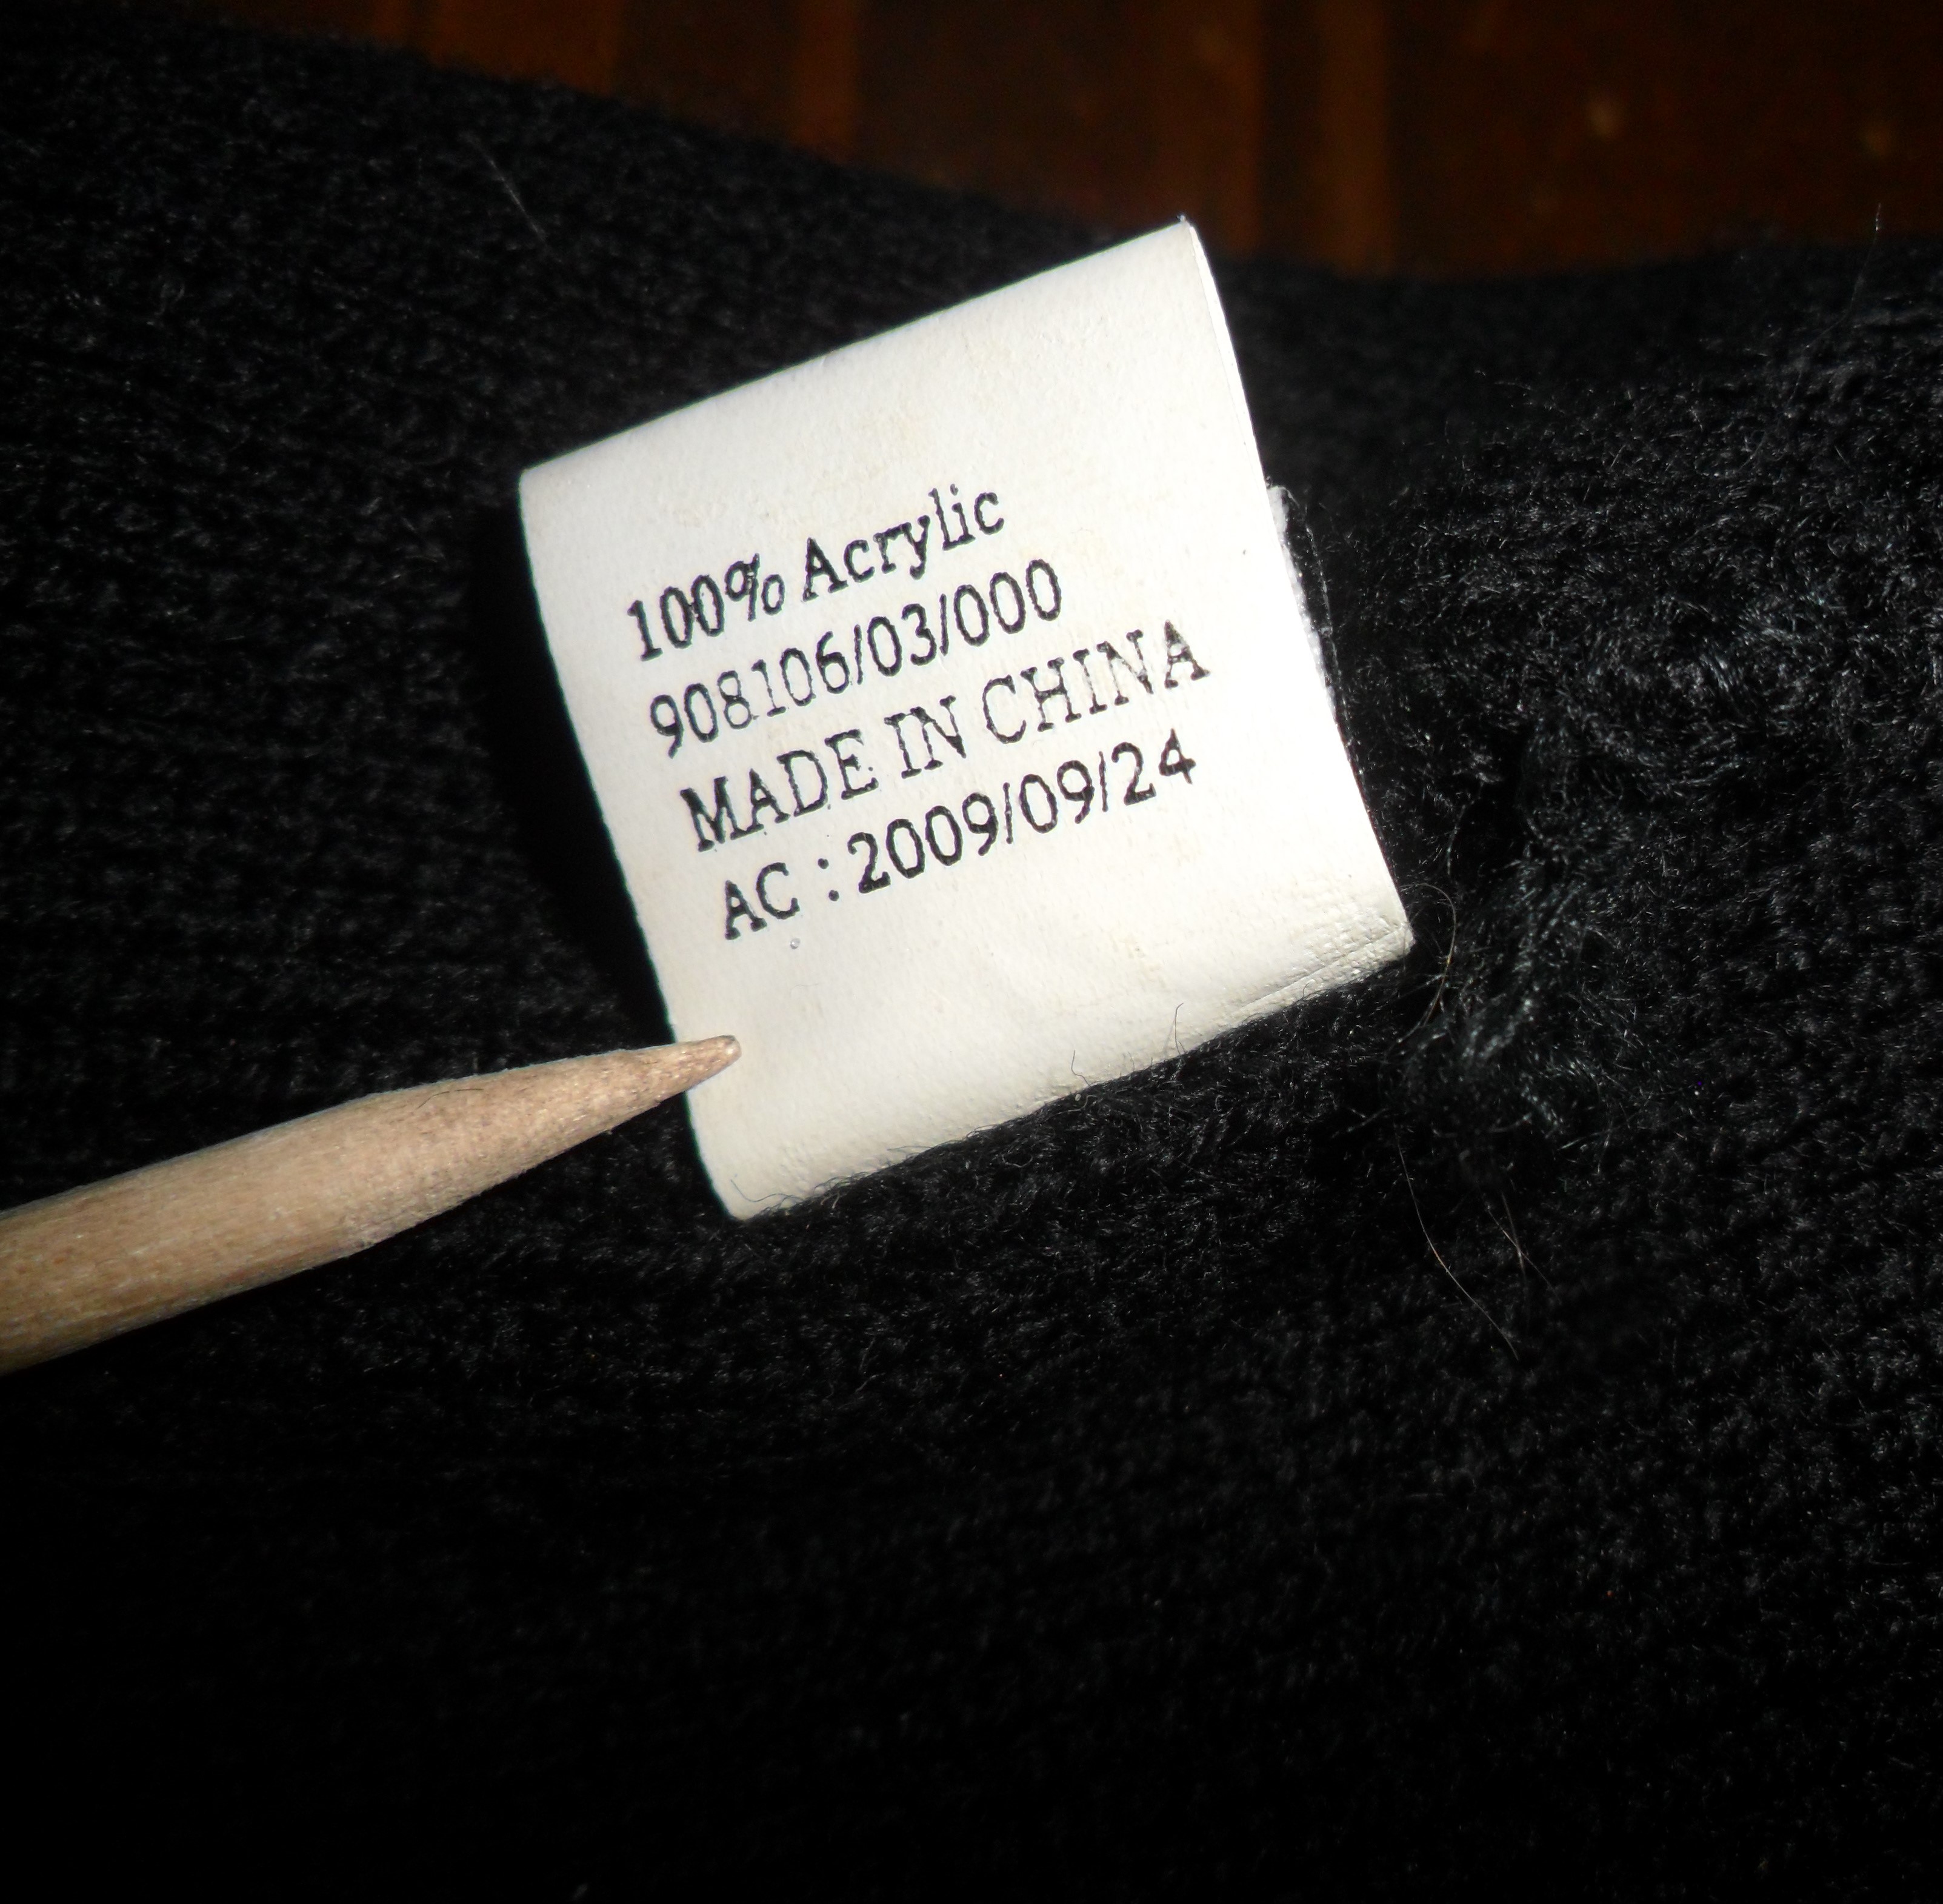 100% Acrylic
908106/03/000
MADE IN CHINA
AC : 2009/09/24